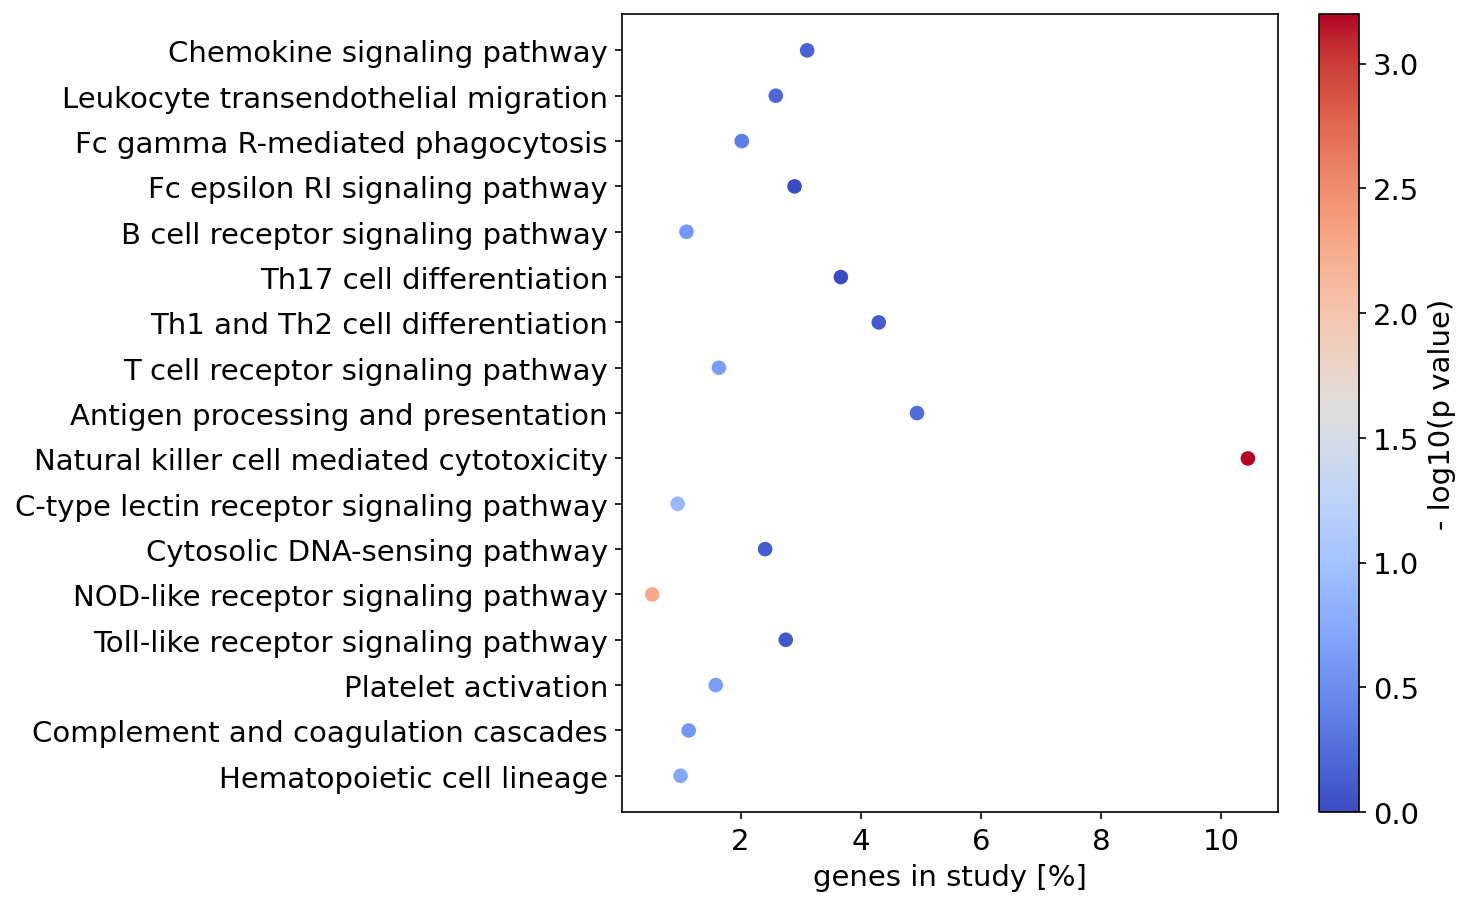 Chemokine signaling pathway
Leukocyte transendothelial migration
Fc gamma R-mediated phagocytosis
Fc epsilon RI signaling pathway
B cell receptor signaling pathway
Th17 cell differentiation
Th1 and Th2 cell differentiation
T cell receptor signaling pathway
Antigen processing and presentation
Natural killer cell mediated cytotoxicity
C-type lectin receptor signaling pathway
Cytosolic DNA-sensing pathway
NOD-like receptor signaling pathway
Toll-like receptor signaling pathway
Platelet activation
Complement and coagulation cascades
Hematopoietic cell lineage
2 4 6 8 10
genes in study [%]
3.0
2.5
2.0
1.5
1.0
0.5
0.0
- log10(p value)